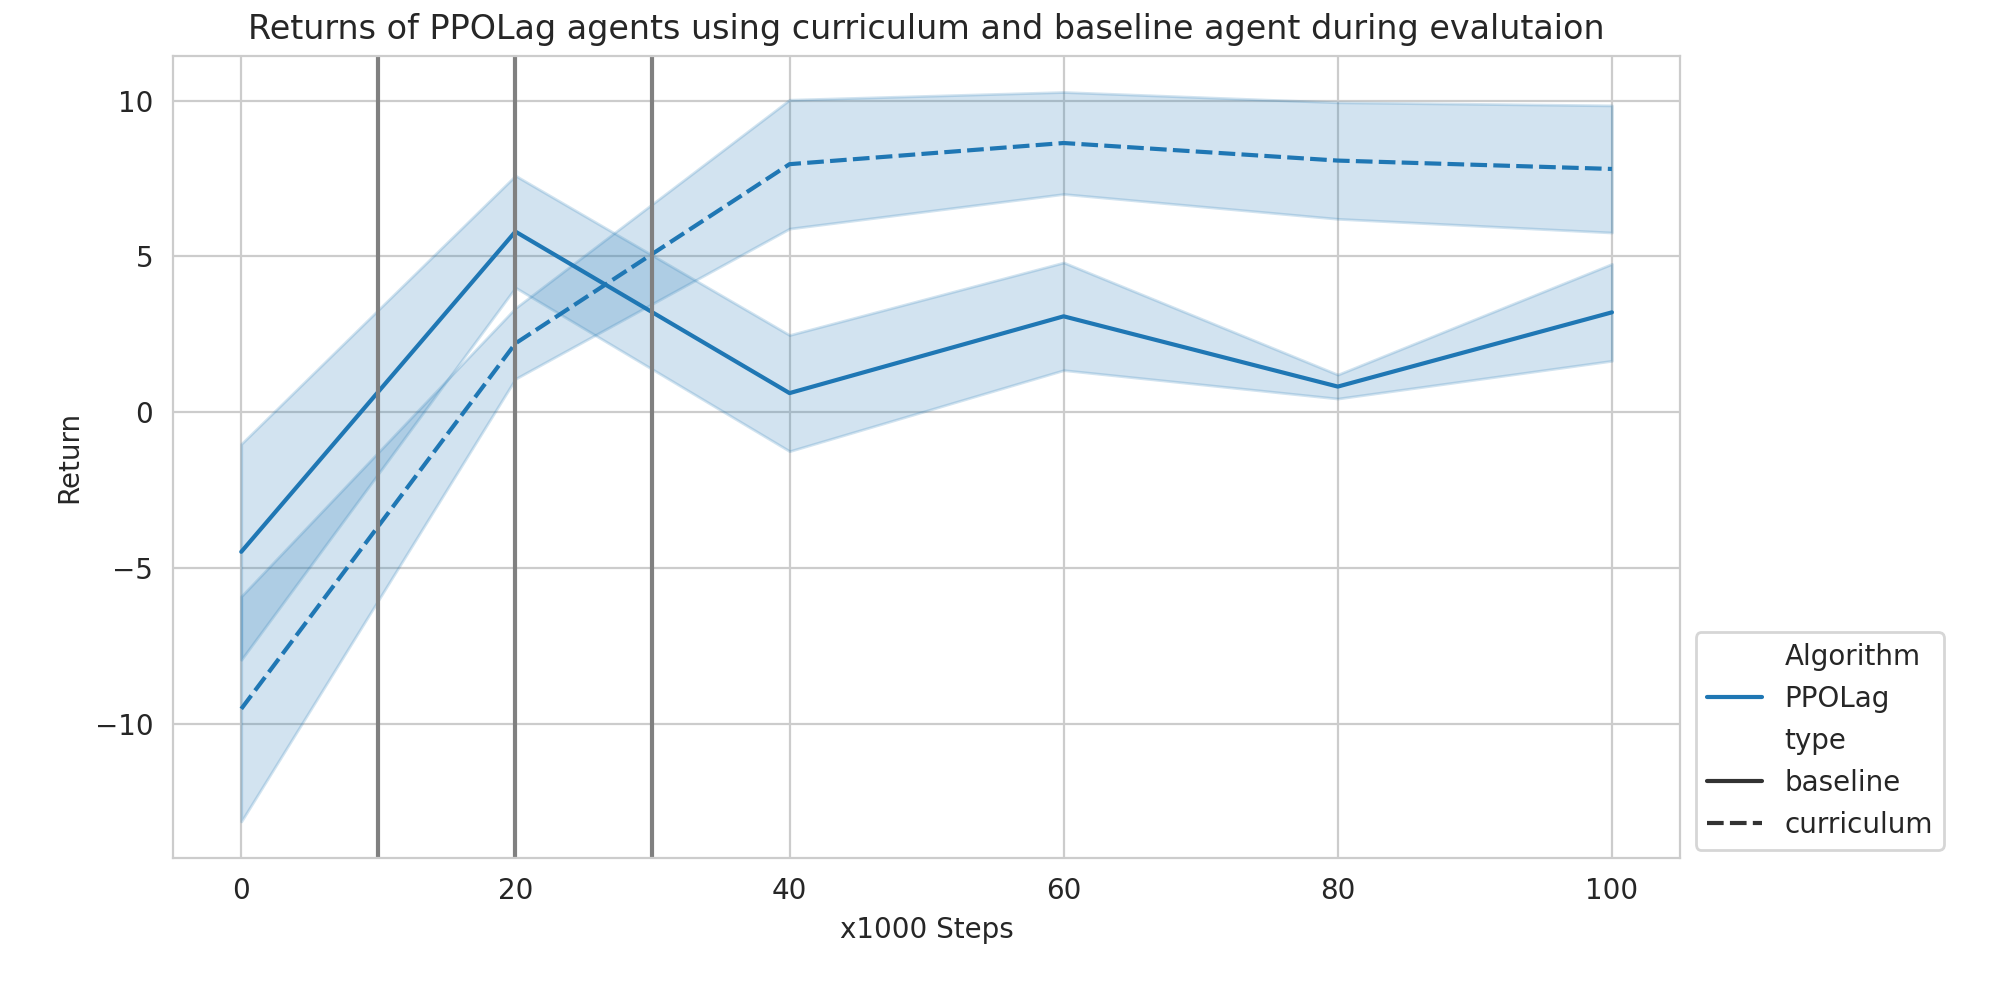 Returns of PPOLag agents using curriculum and baseline agent during evalutaion
10
5
0
−5
−10
Return
0 20 40 60 80 100
x1000 Steps
Algorithm
PPOLag
type
baseline
curriculum